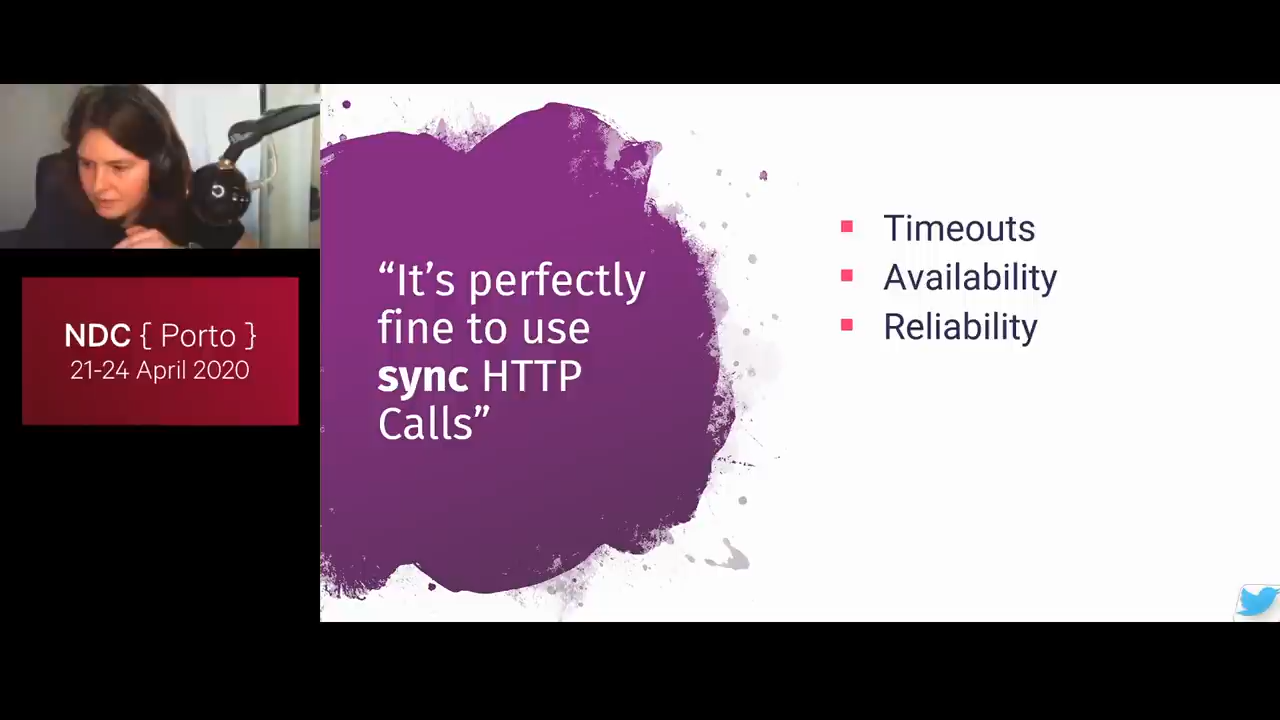 NDC { Porto }
21-24 April 2020
“It’s perfectly
fine to use
sync HTTP
Calls”
Timeouts
Availability
Reliability